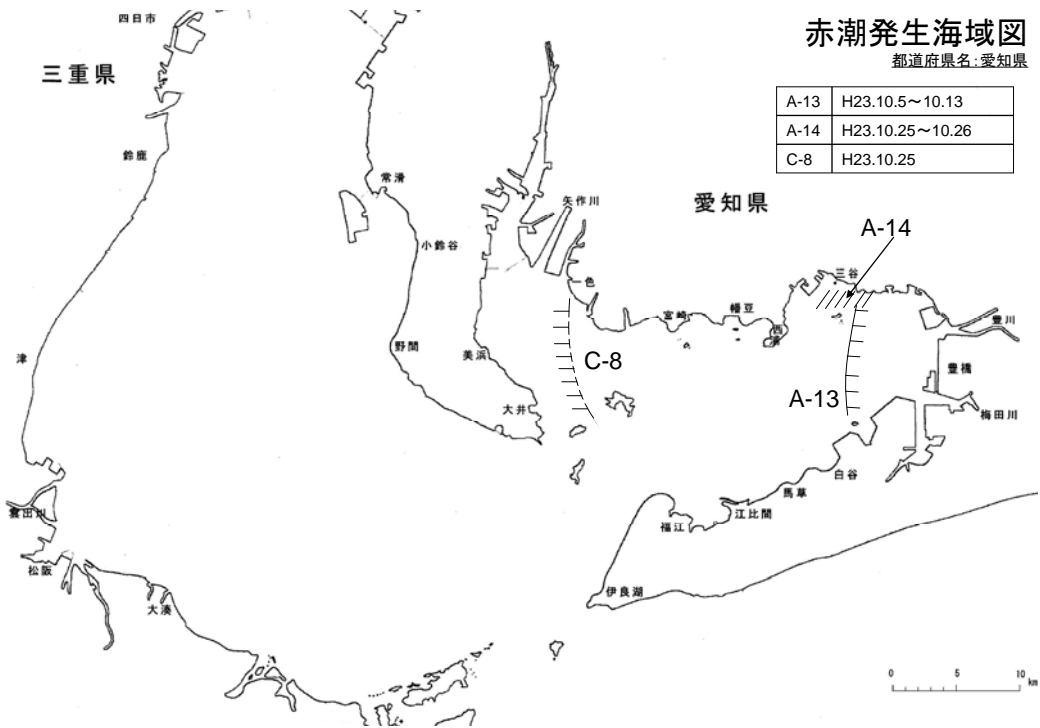 赤潮発生海域図
都道府県名:愛知県
A-13 H23.10.5～10.13
A-14 H23.10.25～10.26
C-8 H23.10.25
四日市
三重県
鈴鹿
常滑
矢作川
愛知県
A-14
小鈴谷
三谷
一色
宮崎
幡豆
西浦
豊川
津
野間
美浜
C-8
豊橋
大井
A-13
梅田川
白谷
馬草
雲出川
福江
江比間
松阪
伊良湖
大湊
0 5 10
km